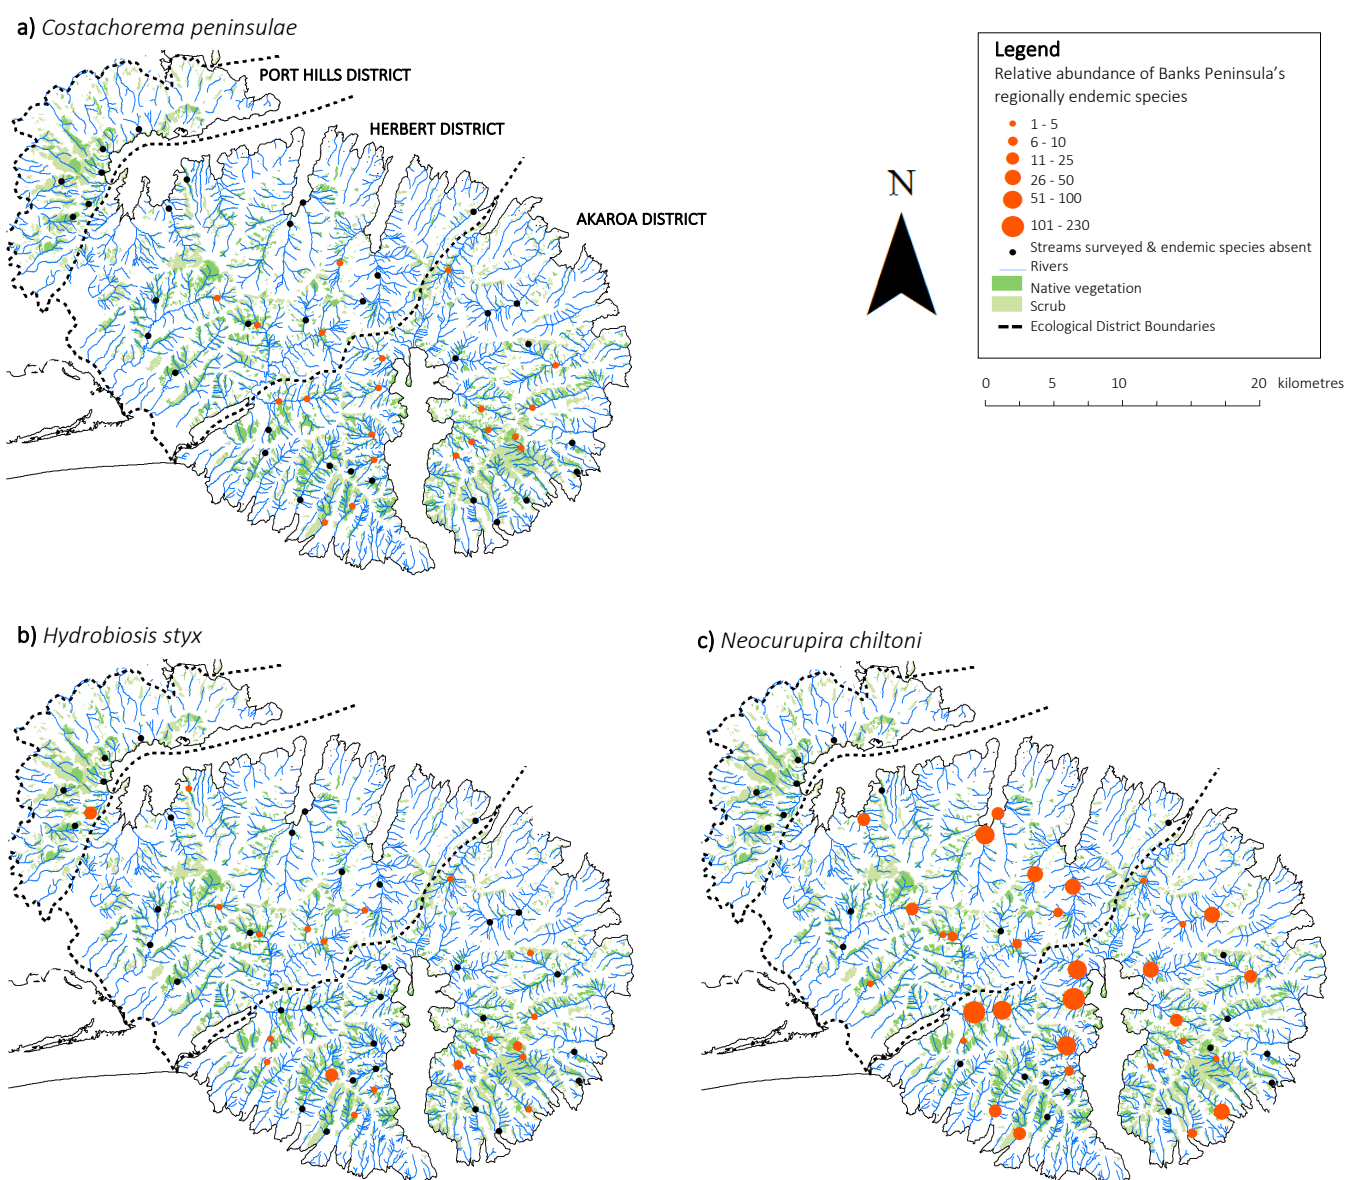 a) Costachorema peninsulae
PORT HILLS DISTRICT
HERBERT DISTRICT
AKAROA DISTRICT
N
Legend
Relative abundance of Banks Peninsula's
regionally endemic species
1 - 5
6 - 10
11 - 25
26 - 50
51 - 100
101 - 230
Streams surveyed & endemic species absent
Rivers
Native vegetation
Scrub
Ecological District Boundaries
0 5 10 20 kilometres
b) Hydrobiosis styx
c) Neocurupira chiltoni